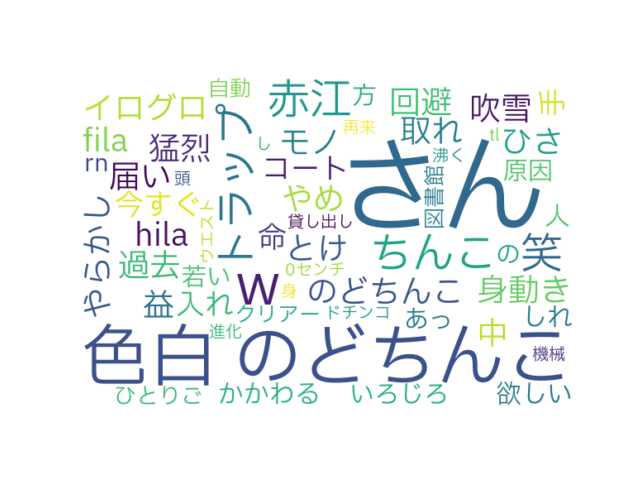 自動
イログロ
赤江
方
回避
吹雪
手
fila
猛烈
トラップ
モノ
し
再来
取れ
tl
ひさ
rn
届い
頭
コート
さん
図書館
沸く
原因
やらかし
今すぐ
ウエスト
やめ
貸し出し
人
hila
命
とけ
ちんこ
の
笑
過去
若い
0センチ
w
身
のどちんこ
身動き
益
入れ
クリアー
ドチンコ
あっ
中
しれ
色白
進化
のどちんこ
機械
ひとりご
かかわる
いろじろ
欲しい